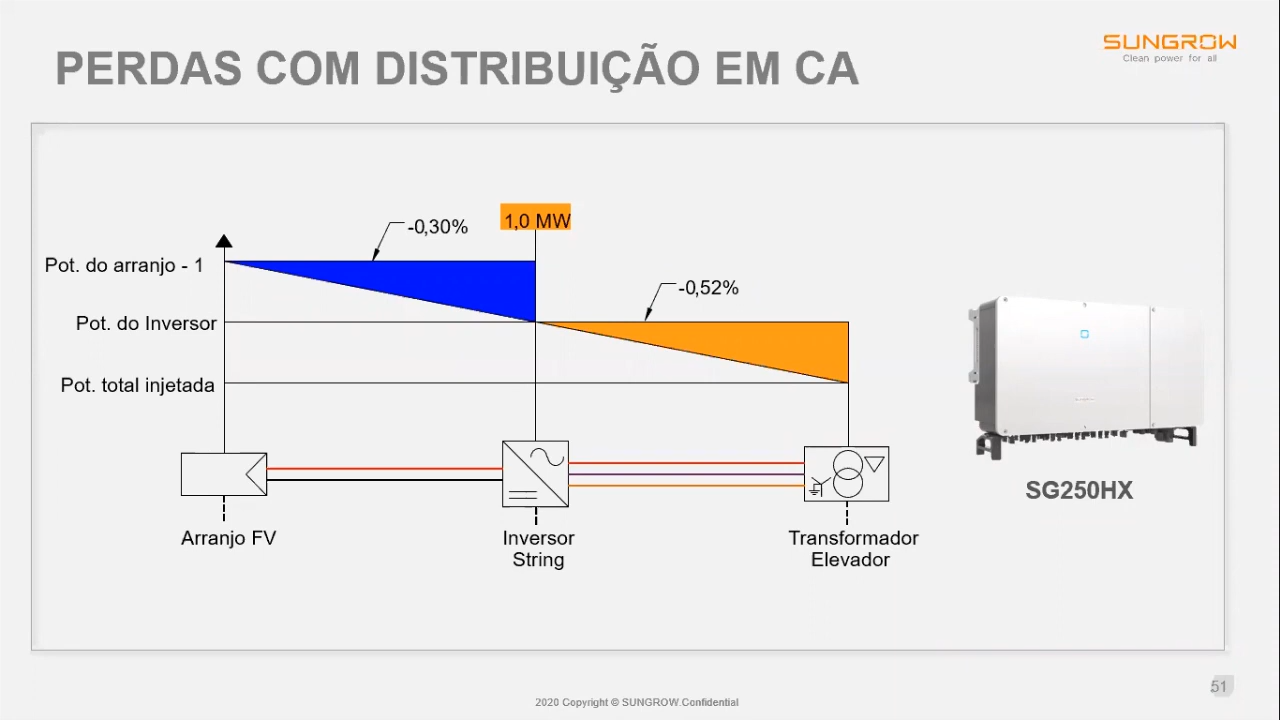 PERDAS COM DISTRIBUIÇÃO EM CA
SUNGROW
Clean power for all
1,0 MW
-0,30%
Pot. do arranjo - 1
-0,52%
Pot. do Inversor
Pot. total injetada
SG250HX
Arranjo FV
Inversor
String
Transformador
Elevador
51
2020 Copyright © SUNGROW Confidential